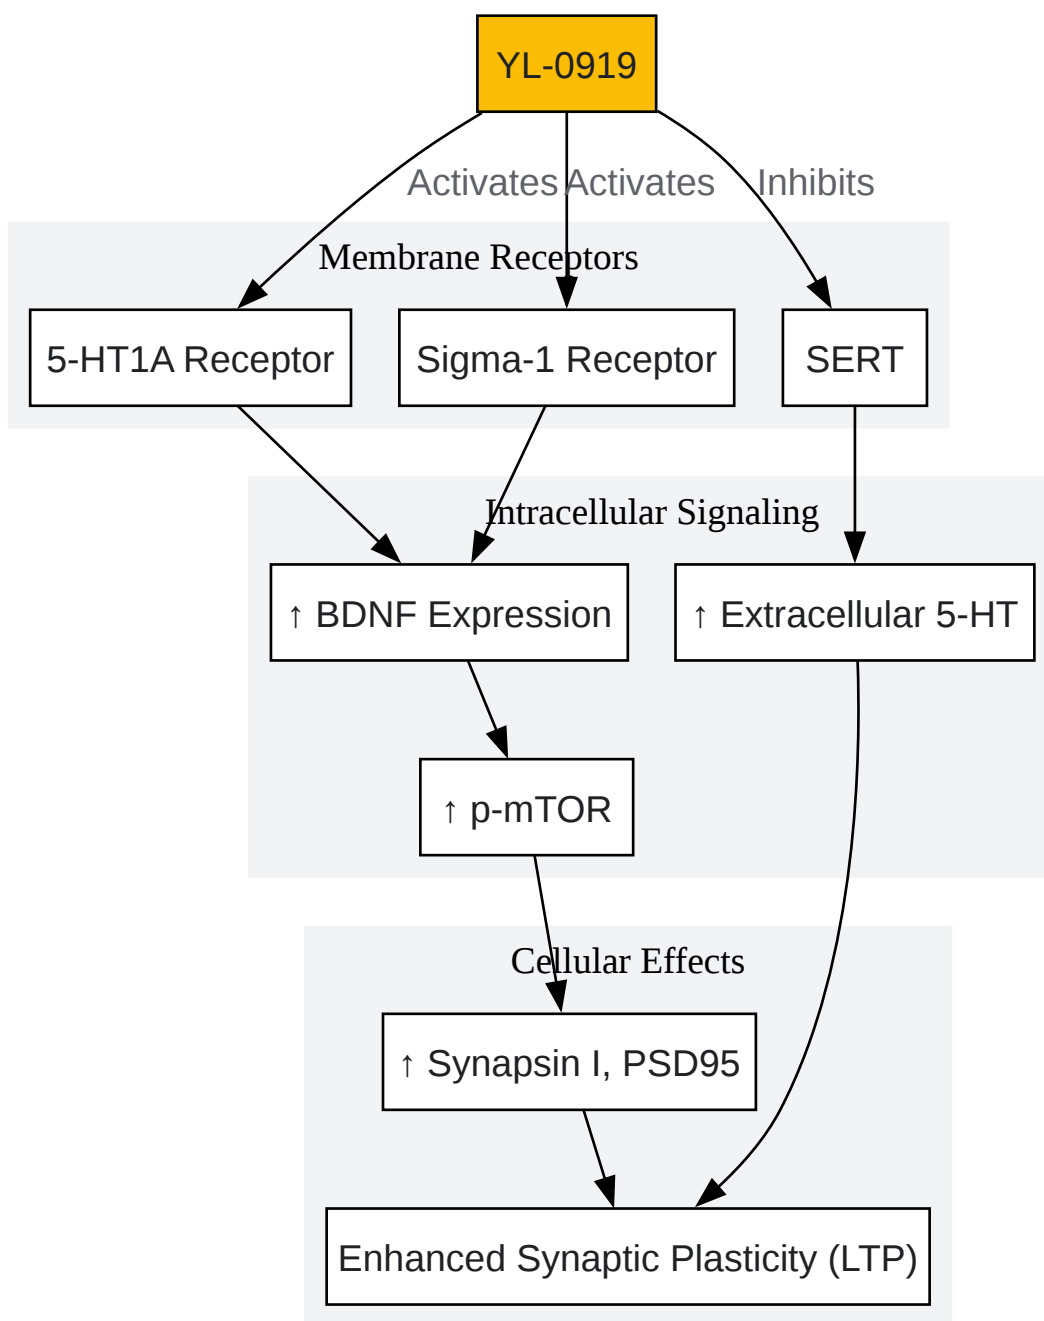 YL-0919
Activates Activates Inhibits
Membrane Receptors
5-HT1A Receptor Sigma-1 Receptor SERT
Intracellular Signaling
↑ BDNF Expression ↑ Extracellular 5-HT
↑ p-mTOR
Cellular Effects
↑ Synapsin I, PSD95
Enhanced Synaptic Plasticity (LTP)